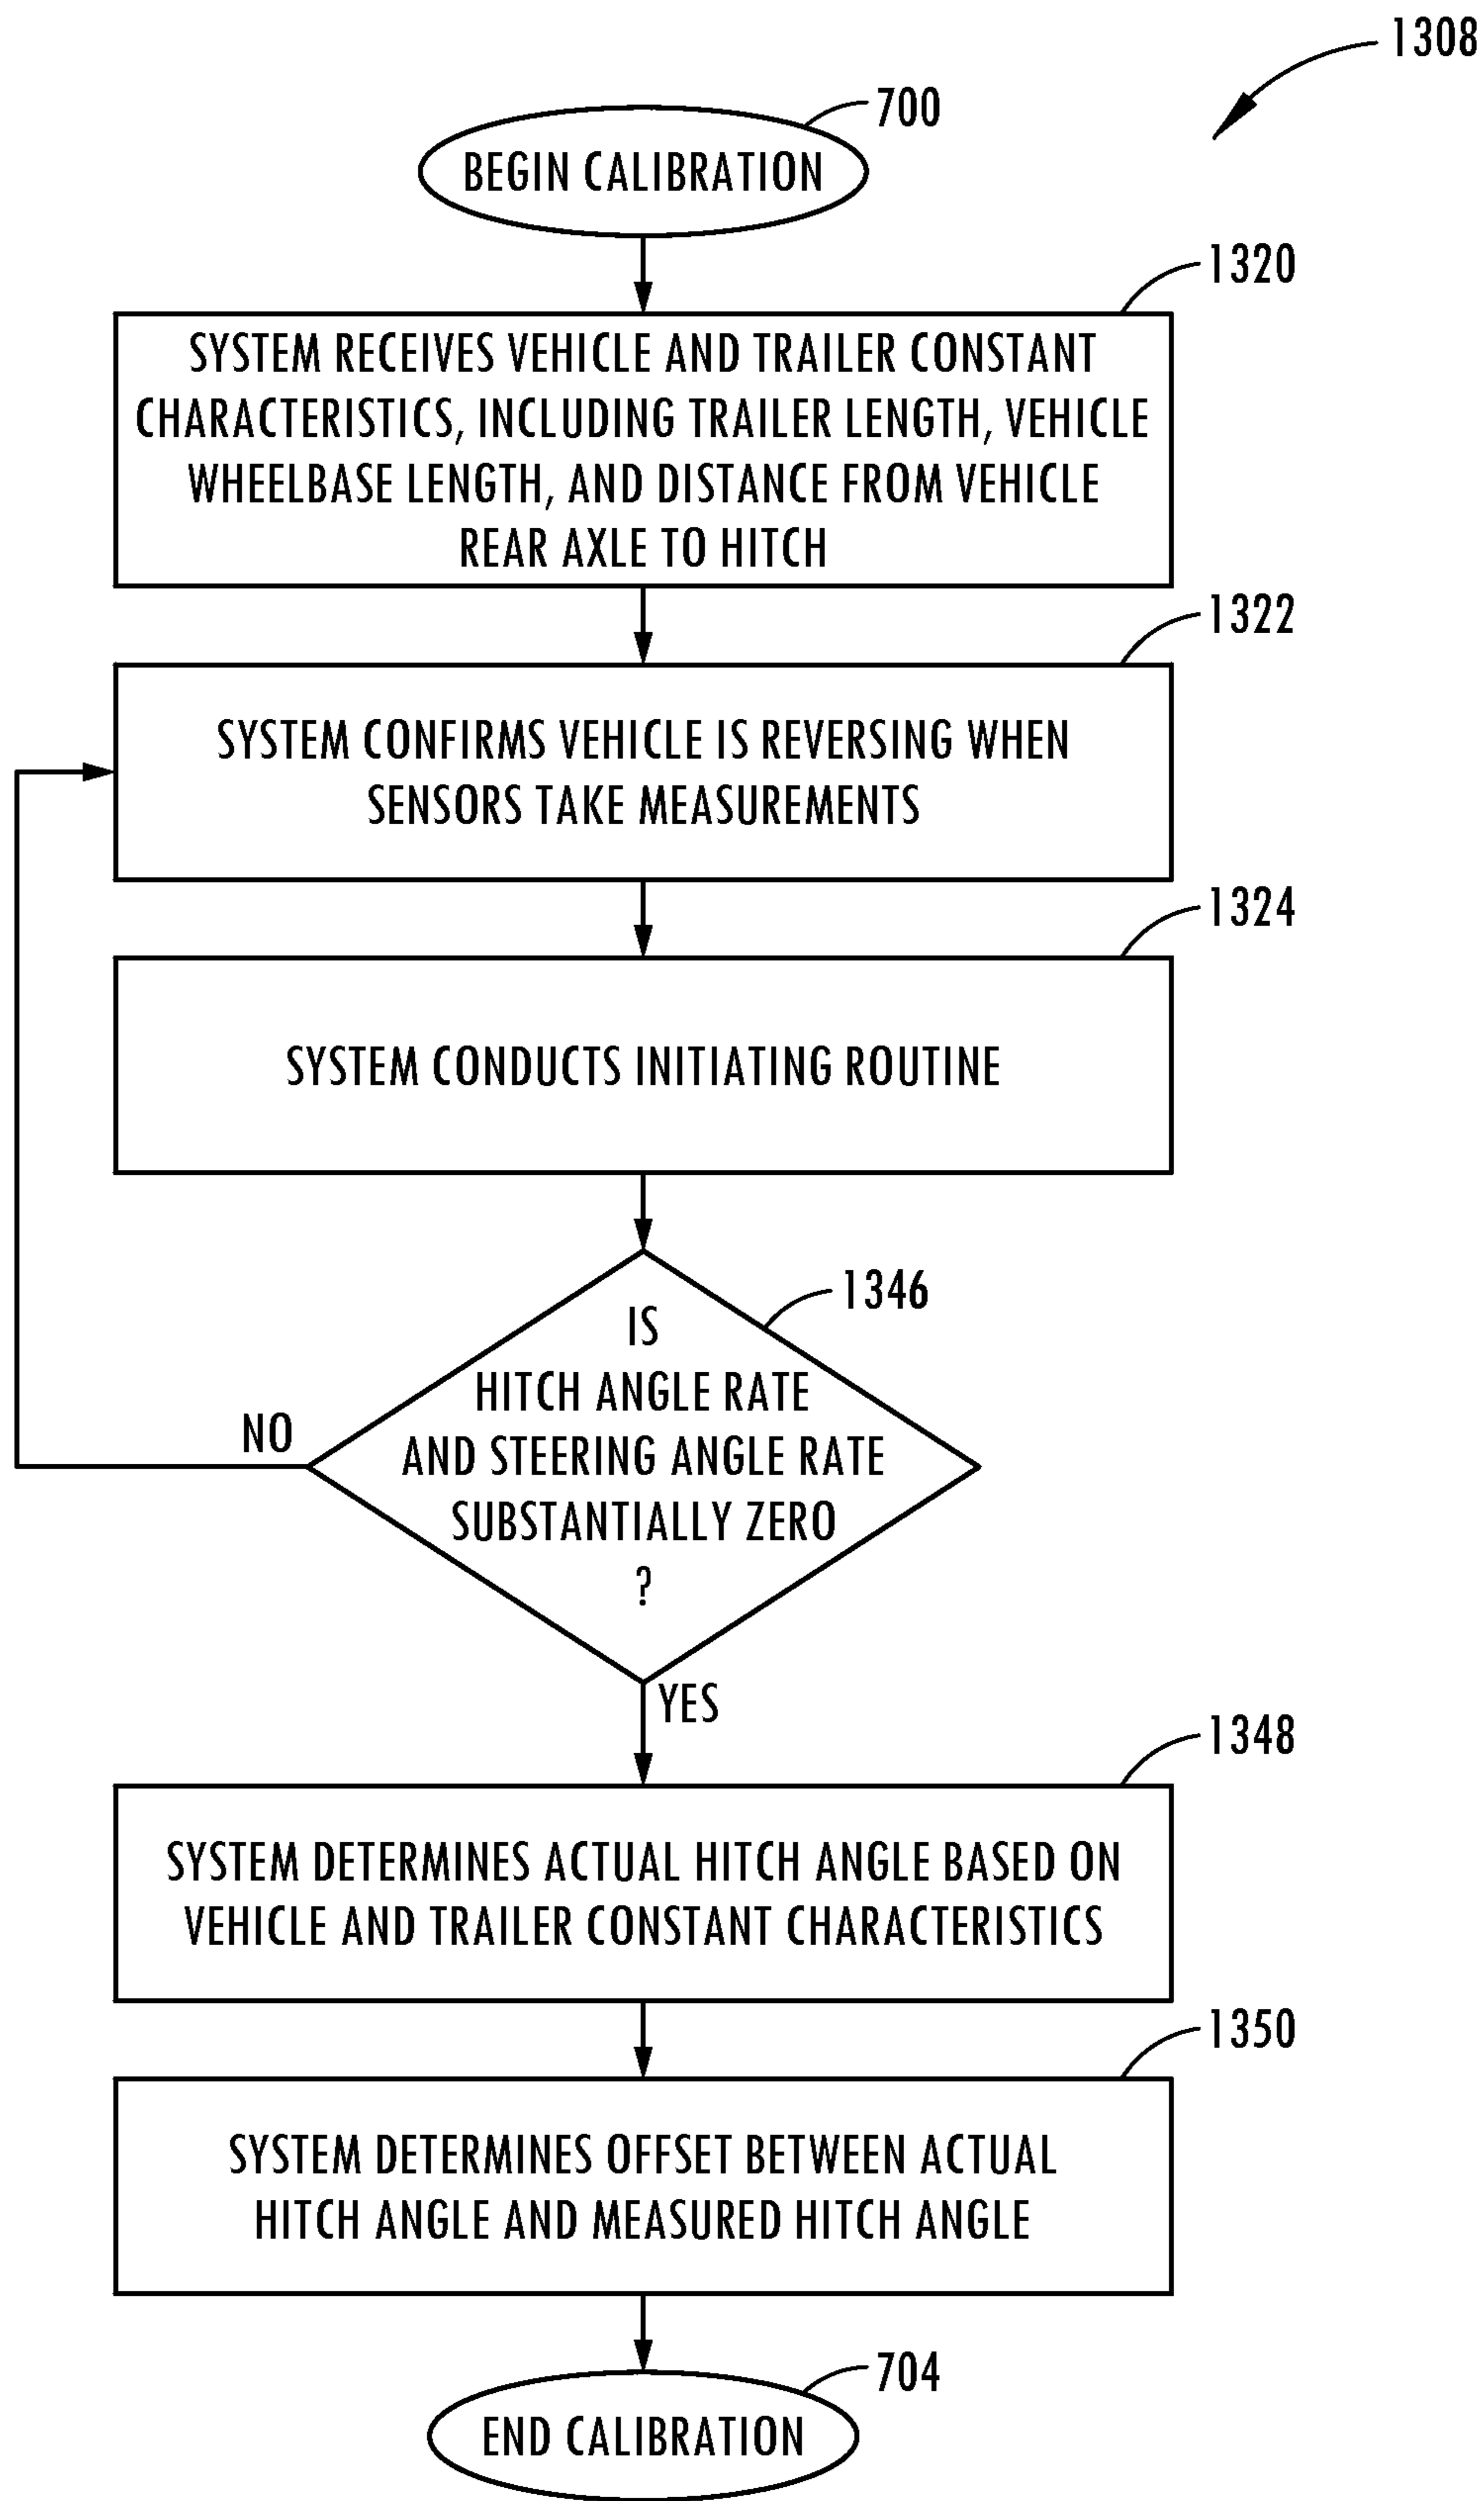 1308
700
BEGIN CALIBRATION
1320
SYSTEM RECEIVES VEHICLE AND TRAILER CONSTANT
CHARACTERISTICS, INCLUDING TRAILER LENGTH, VEHICLE
WHEELBASE LENGTH, AND DISTANCE FROM VEHICLE
REAR AXLE TO HITCH
1322
SYSTEM CONFIRMS VEHICLE IS REVERSING WHEN
SENSORS TAKE MEASUREMENTS
1324
SYSTEM CONDUCTS INITIATING ROUTINE
1346
IS
HITCH ANGLE RATE
AND STEERING ANGLE RATE
SUBSTANTIALLY ZERO
?
NO
YES
1348
SYSTEM DETERMINES ACTUAL HITCH ANGLE BASED ON
VEHICLE AND TRAILER CONSTANT CHARACTERISTICS
1350
SYSTEM DETERMINES OFFSET BETWEEN ACTUAL
HITCH ANGLE AND MEASURED HITCH ANGLE
704
END CALIBRATION